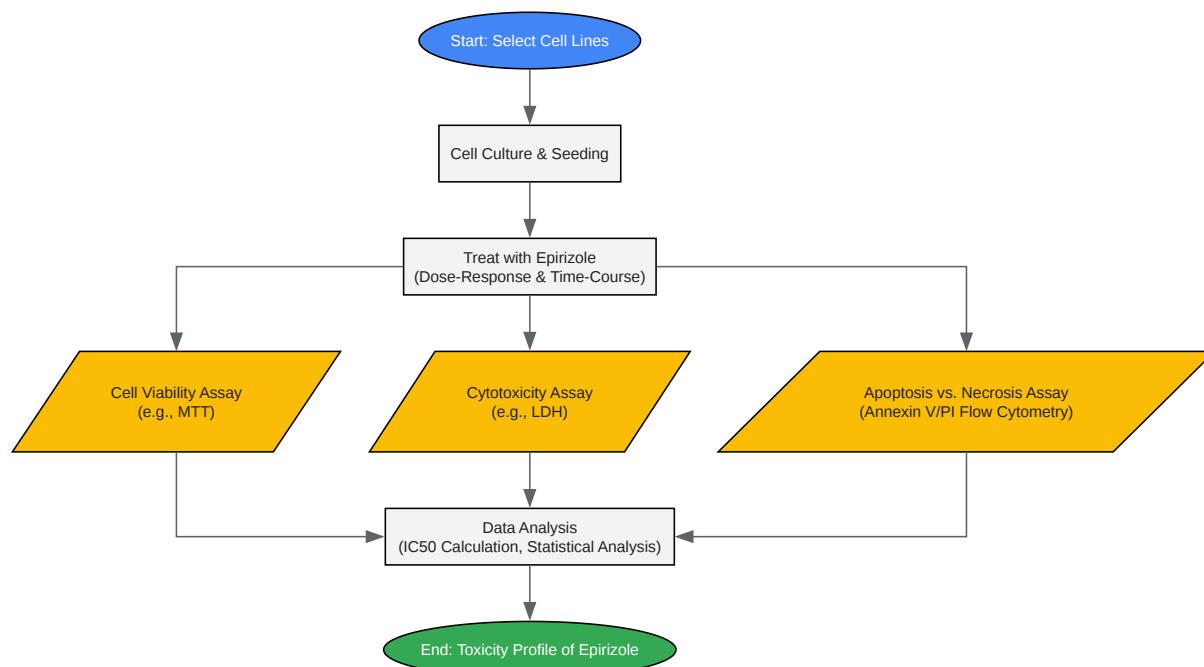 Start: Select Cell Lines
Cell Culture & Seeding
Treat with Epirizole
(Dose-Response & Time-Course)
Cell Viability Assay
(e.g., MTT)
Cytotoxicity Assay
(e.g., LDH)
Apoptosis vs. Necrosis Assay
(Annexin V/PI Flow Cytometry)
Data Analysis
(IC50 Calculation, Statistical Analysis)
End: Toxicity Profile of Epirizole